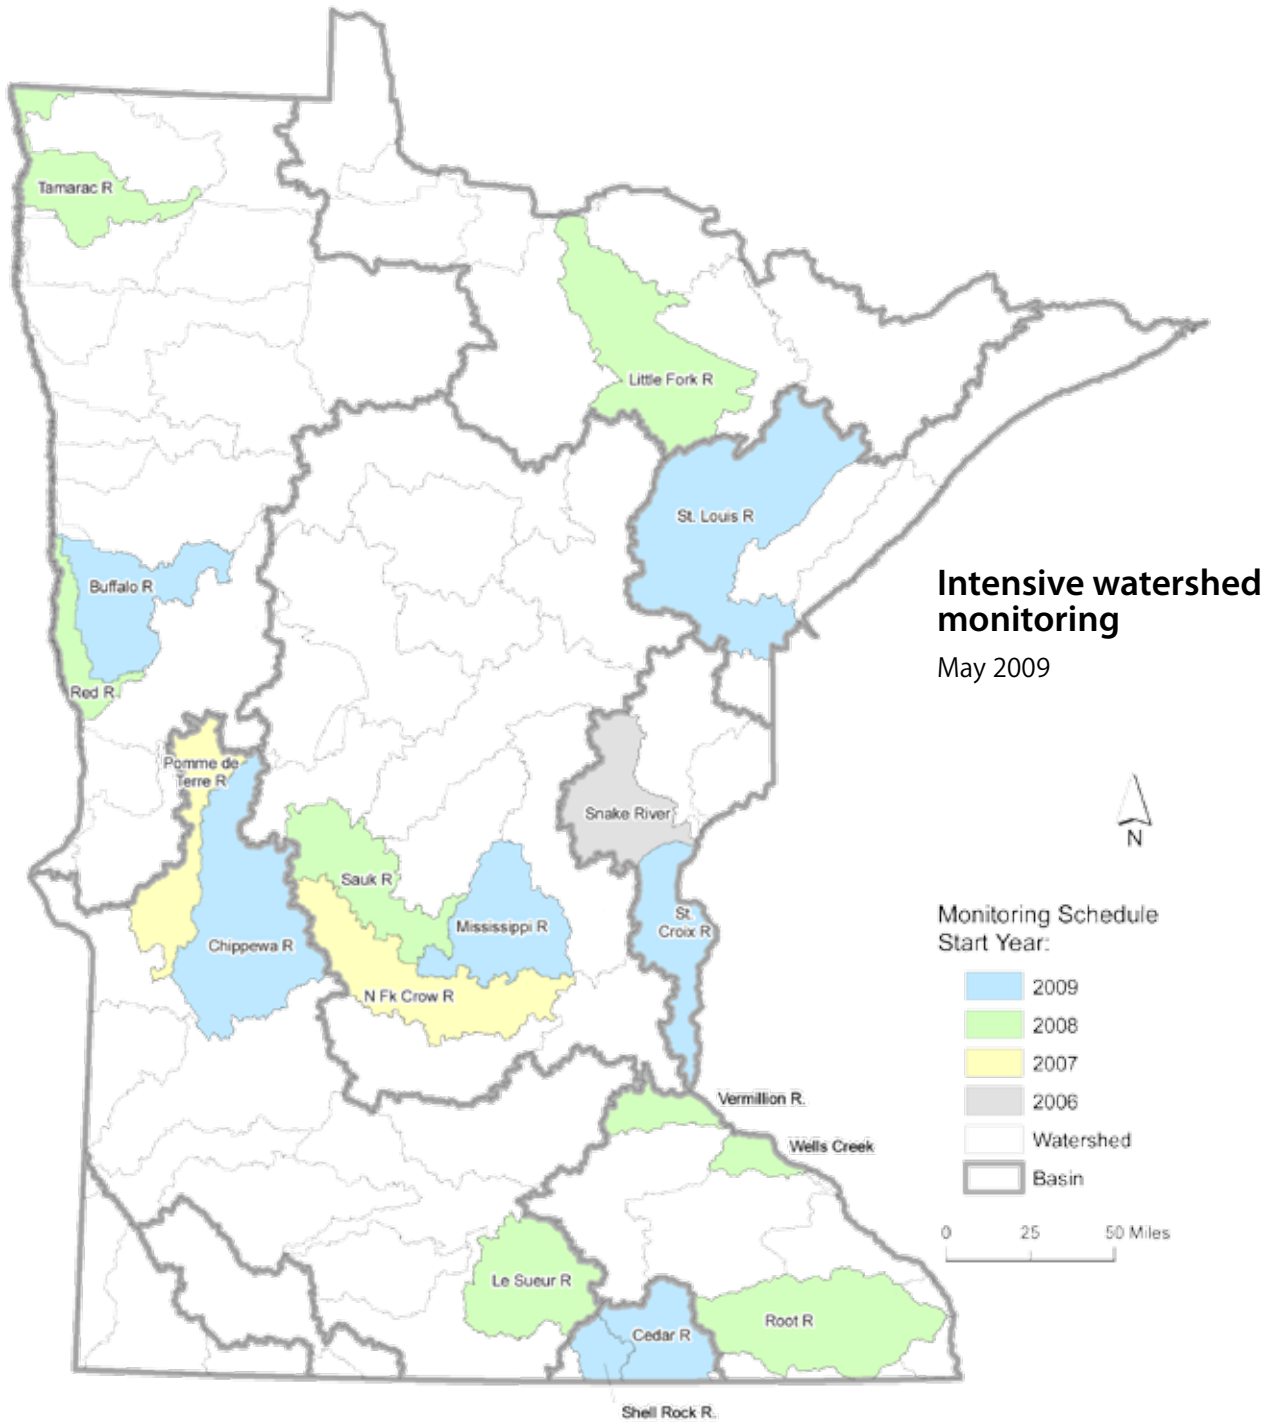 Tamarac R
Little Fork R
St. Louis R
Buffalo R
Red R
Intensive watershed
monitoring
May 2009
Pomme de
Terre R
Snake River
N
Sauk R
Mississippi R
St.
Croix R
Chippewa R
N Fk Crow R
Monitoring Schedule
Start Year:
2009
2008
2007
2006
Watershed
Basin
Vermillion R.
Wells Creek
0 25 50 Miles
Le Sueur R
Root R
Cedar R
Shell Rock R.